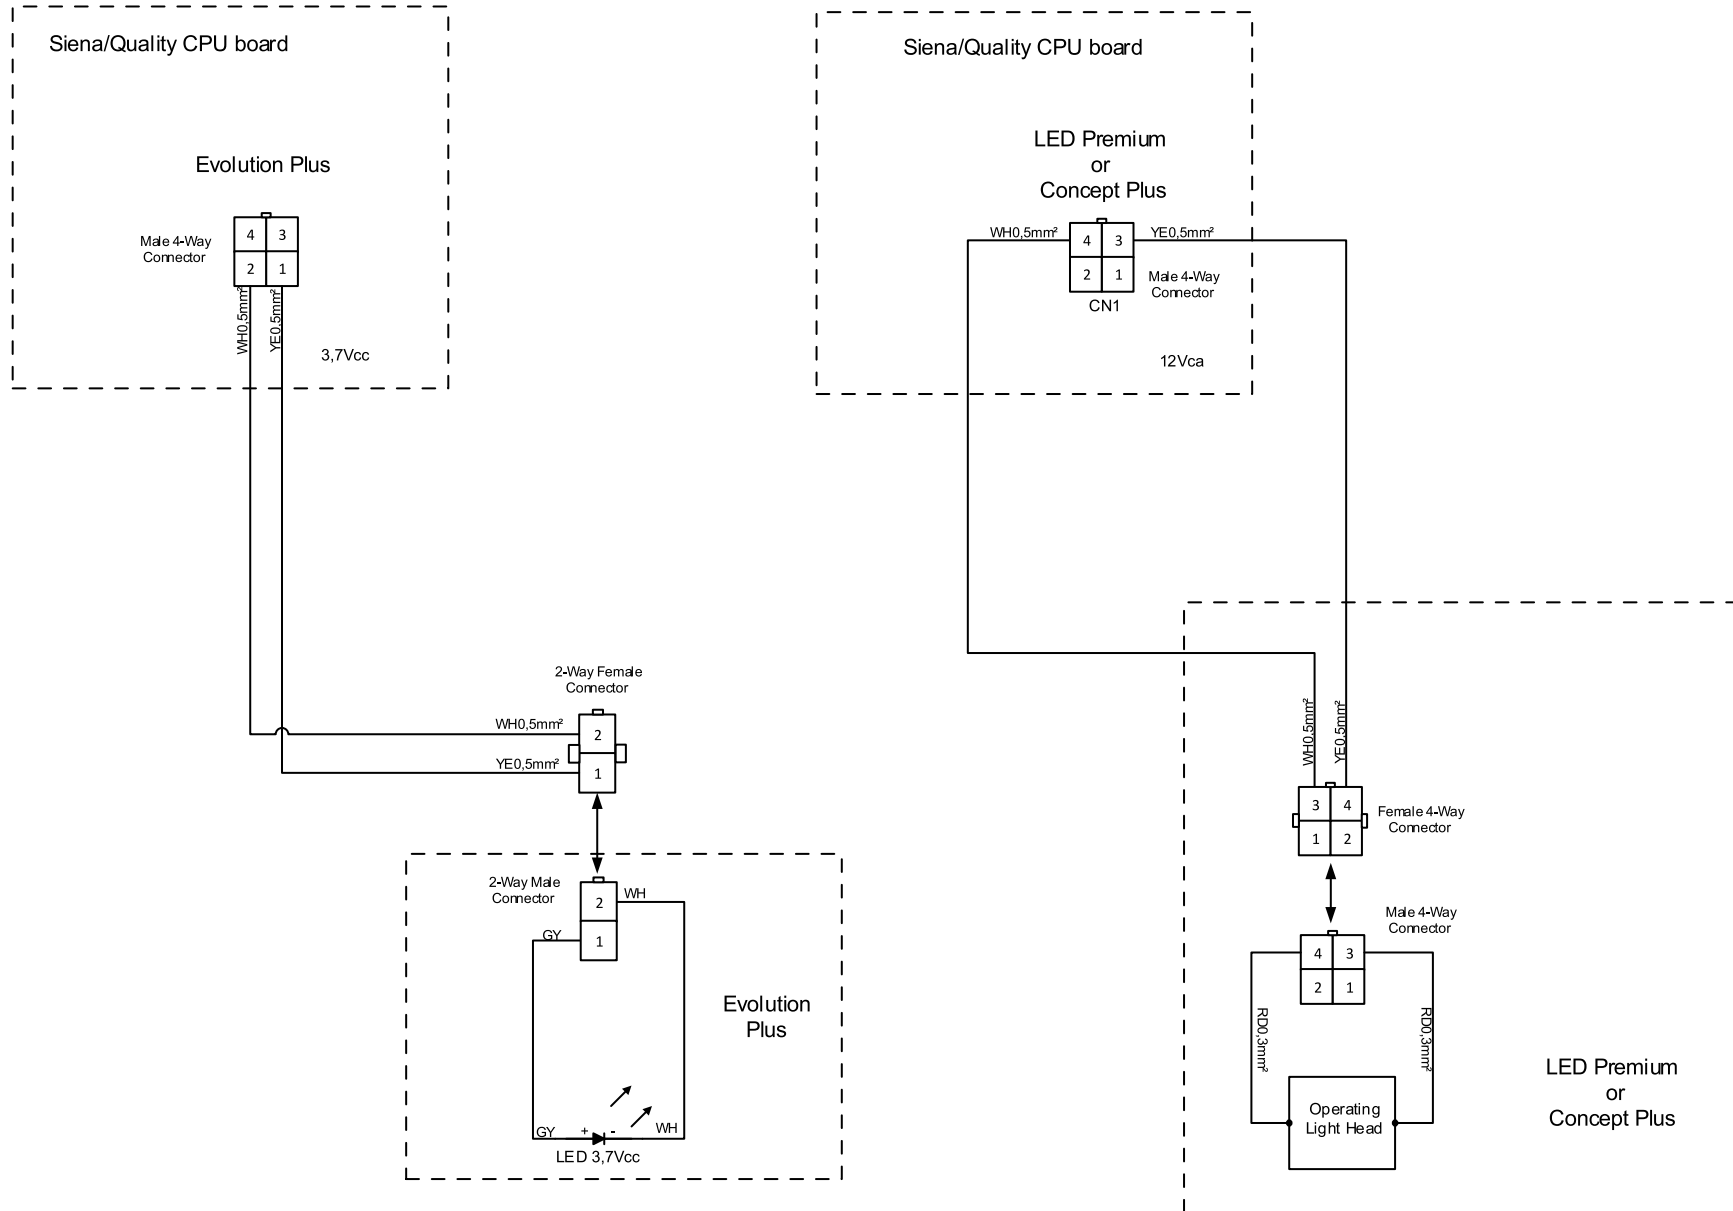 Siena/Quality CPU board
Evolution Plus
Male 4-Way
Connector
4 3
2 1
WH0,5mm²
YE0,5mm²
3,7Vcc
2-Way Female
Connector
WH0,5mm²
2
YE0,5mm²
1
2-Way Male
Connector
2
WH
GY
1
Evolution
Plus
GY
+
-
WH
LED 3,7Vcc
Siena/Quality CPU board
LED Premium
or
Concept Plus
WH0,5mm²
4 3
YE0,5mm²
2 1
Male 4-Way
Connector
CN1
12Vca
WH0,5mm²
YE0,5mm²
3 4
1 2
Female 4-Way
Connector
Male 4-Way
Connector
4 3
2 1
RD0,3mm²
RD0,3mm²
Operating
Light Head
LED Premium
or
Concept Plus